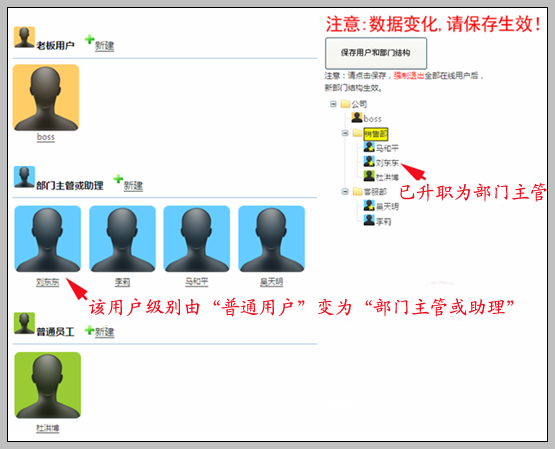 老板用户 新建
boss
部门主管或助理 新建
刘东东 李莉 马和平 吴天明
该用户级别由“普通用户”变为“部门主管或助理”
普通员工 新建
杜洪博
注意:数据变化,请保存生效!
保存用户和部门结构
注意:请点击保存,强制退出全部在线用户后,
新部门结构生效。
公司
boss
销售部
马和平
刘东东
杜洪博
已升职为部门主管
客服部
吴天明
李莉